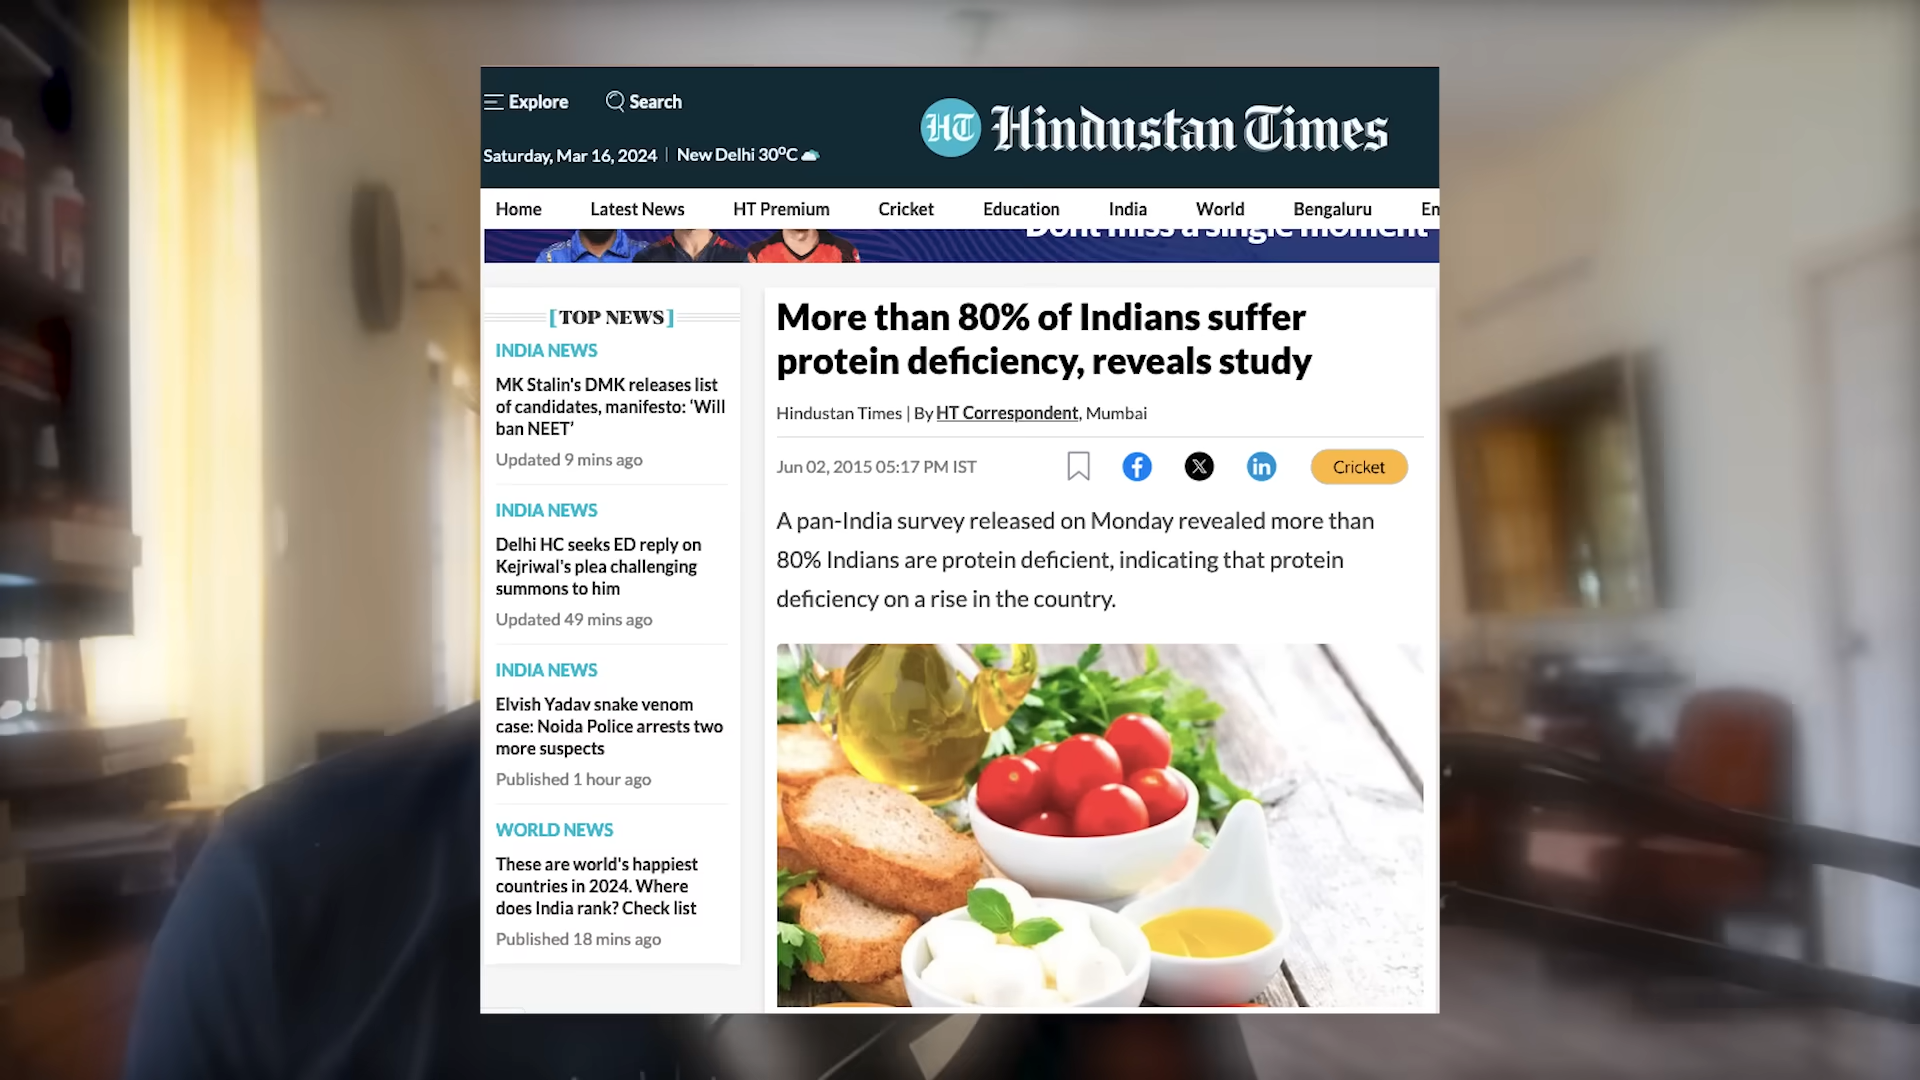 Explore
Search
HT Hindustan Times
Saturday, Mar 16, 2024 | New Delhi 30°C
Home Latest News HT Premium Cricket Education India World Bengaluru En
Dont miss a single moment
[TOP NEWS]
INDIA NEWS
MK Stalin's DMK releases list
of candidates, manifesto: ‘Will
ban NEET’
Updated 9 mins ago
INDIA NEWS
Delhi HC seeks ED reply on
Kejriwal's plea challenging
summons to him
Updated 49 mins ago
INDIA NEWS
Elvish Yadav snake venom
case: Noida Police arrests two
more suspects
Published 1 hour ago
WORLD NEWS
These are world's happiest
countries in 2024. Where
does India rank? Check list
Published 18 mins ago
More than 80% of Indians suffer
protein deficiency, reveals study
Hindustan Times | By HT Correspondent, Mumbai
Jun 02, 2015 05:17 PM IST
f X in
Cricket
A pan-India survey released on Monday revealed more than
80% Indians are protein deficient, indicating that protein
deficiency on a rise in the country.